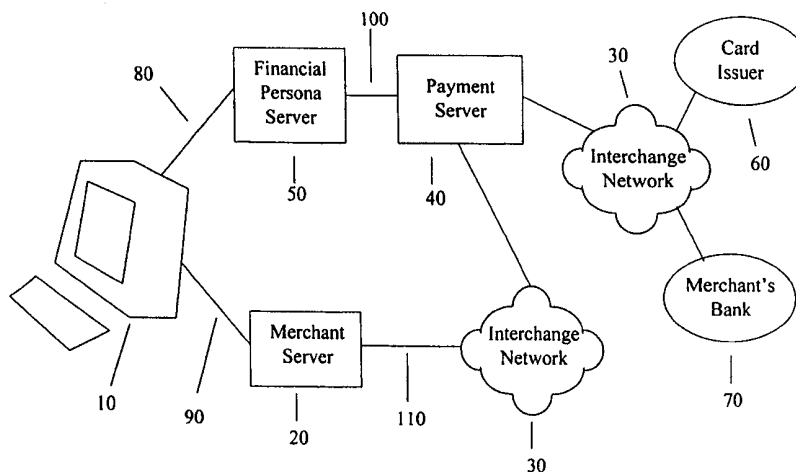 100
Card
Issuer
80
Financial
Persona
Server
Payment
Server
30
Interchange
Network
60
50
40
Merchant's
Bank
Merchant
Server
Interchange
Network
10
90
20
110
30
70